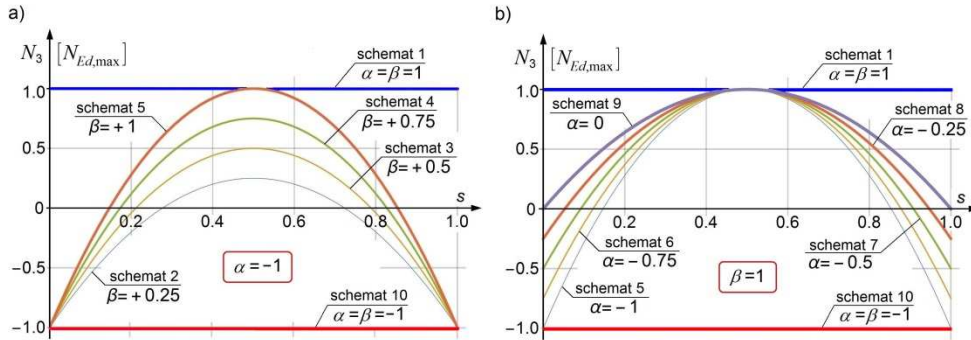 a)
N₃ [N_Ed,max]
schemat 1
α = β = 1
1.0
schemat 5
β = + 1
schemat 4
β = + 0.75
schemat 3
β = + 0.5
0.5
s
0
0.2
0.4
0.6
0.8
1.0
schemat 2
β = + 0.25
α = −1
−0.5
schemat 10
α = β = −1
−1.0
b)
N₃ [N_Ed,max]
schemat 1
α = β = 1
1.0
schemat 9
α = 0
schemat 8
α = − 0.25
0.5
s
0
0.2
0.4
0.6
0.8
1.0
schemat 6
α = − 0.75
schemat 7
α = − 0.5
−0.5
schemat 5
α = − 1
β = 1
schemat 10
α = β = −1
−1.0